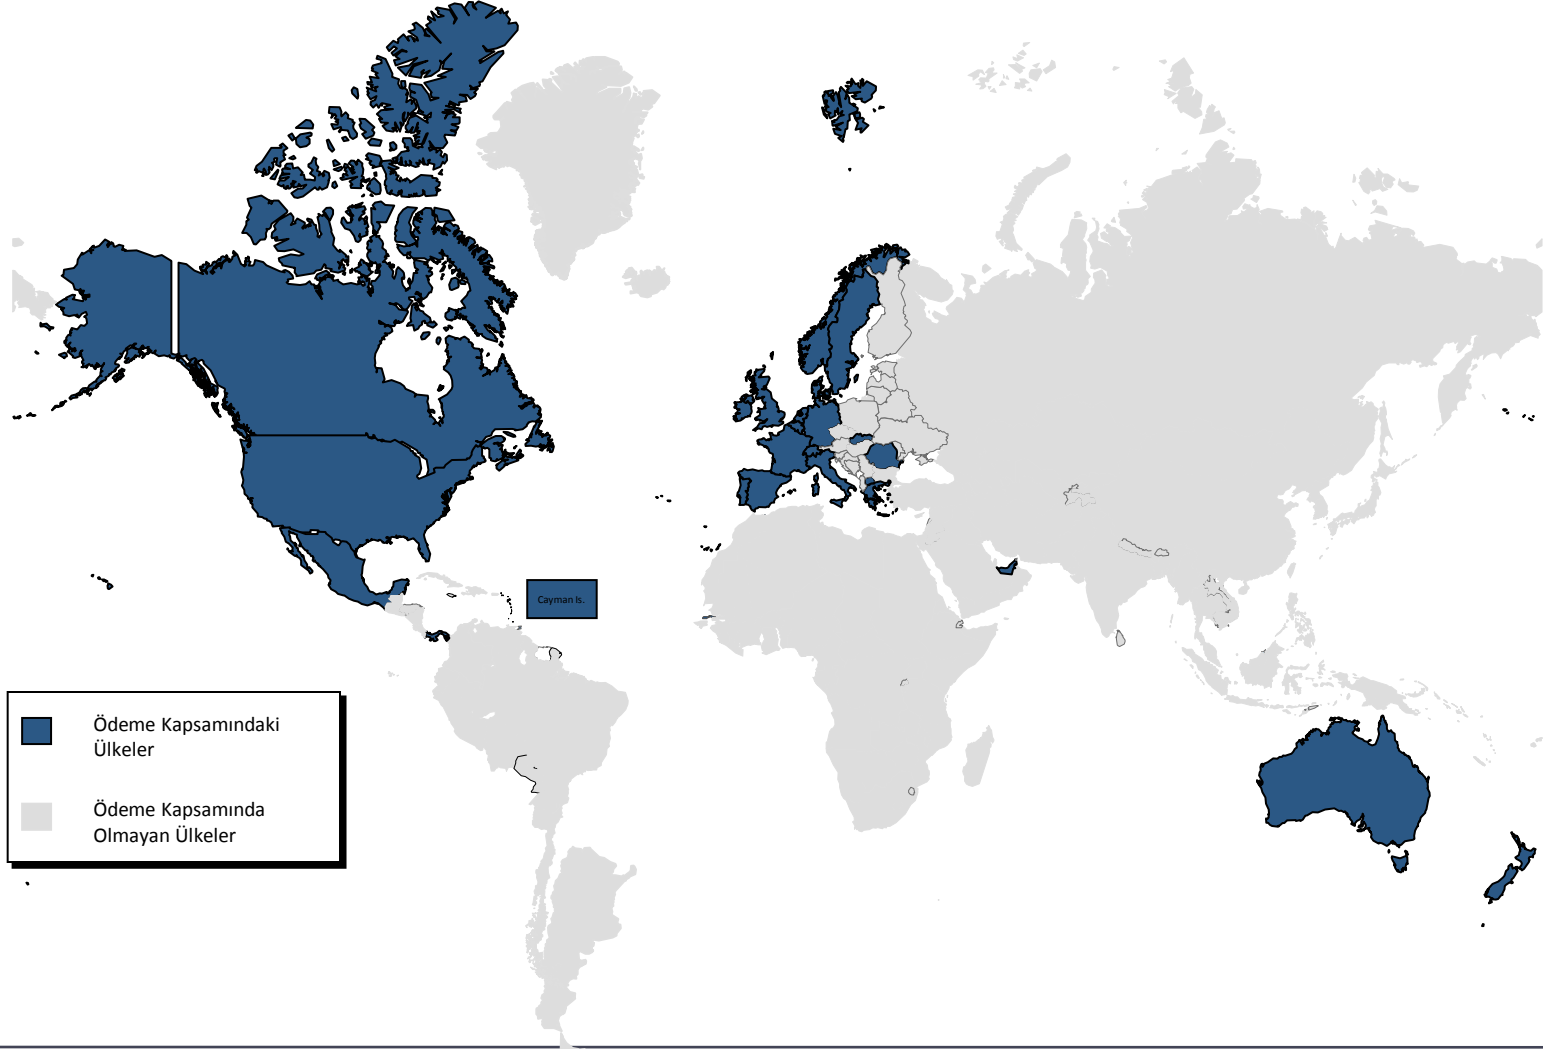 Cayman Is.
Ödeme Kapsamındaki
Ülkeler
Ödeme Kapsamında
Olmayan Ülkeler